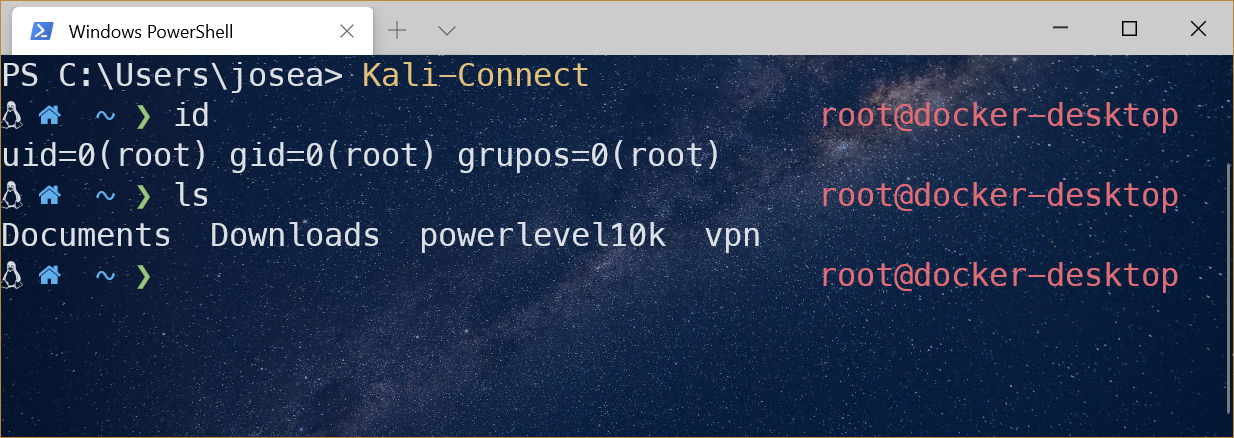 Windows PowerShell
PS C:\Users\josea> Kali-Connect
~ ❯ id root@docker-desktop
uid=0(root) gid=0(root) grupos=0(root)
~ ❯ ls root@docker-desktop
Documents Downloads powerlevel10k vpn
~ ❯ root@docker-desktop